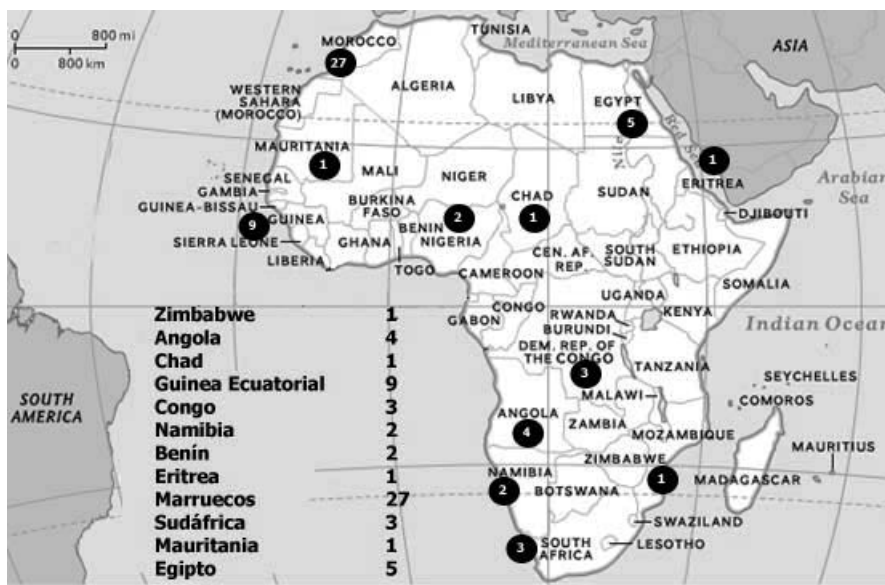 0 800 mi
0 800 km
TUNISIA
MOROCCO
Mediterranean Sea
ASIA
27
ALGERIA
WESTERN
SAHARA
(MOROCCO)
LIBYA
EGYPT
5
Nile
Red Sea
MAURITANIA
1
MALI
NIGER
1
ERITREA
Arabian
Sea
SENEGAL
GAMBIA
GUINEA-BISSAU
GUINEA
9
BURKINA
FASO
BENIN
2
NIGERIA
CHAD
1
SUDAN
DJIBOUTI
SIERRA LEONE
LIBERIA
GHANA
TOGO
CAMEROON
CEN. AF.
REP.
SOUTH
SUDAN
ETHIOPIA
SOMALIA
UGANDA
KENYA
CONGO
GABON
RWANDA
BURUNDI
DEM. REP. OF
THE CONGO
3
TANZANIA
Indian Ocean
SEYCHELLES
COMOROS
MALAWI
ANGOLA
4
ZAMBIA
MOZAMBIQUE
MAURITIUS
ZIMBABWE
1
MADAGASCAR
NAMIBIA
2
BOTSWANA
SWAZILAND
3
SOUTH
AFRICA
LESOTHO
SOUTH
AMERICA
Zimbabwe 1
Angola 4
Chad 1
Guinea Ecuatorial 9
Congo 3
Namibia 2
Benín 2
Eritrea 1
Marruecos 27
Sudáfrica 3
Mauritania 1
Egipto 5